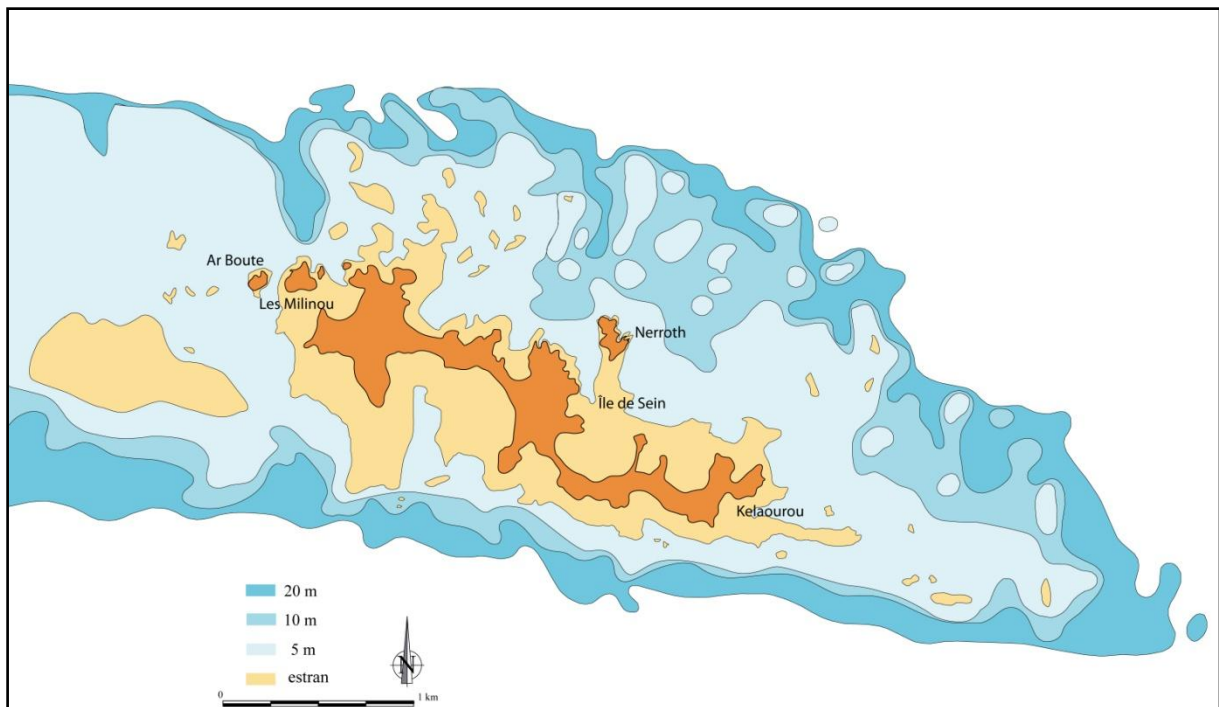 Ar Boute
Les Milinou
Nerroth
Île de Sein
Kelaourou
20 m
10 m
5 m
estran
N
0
1 km